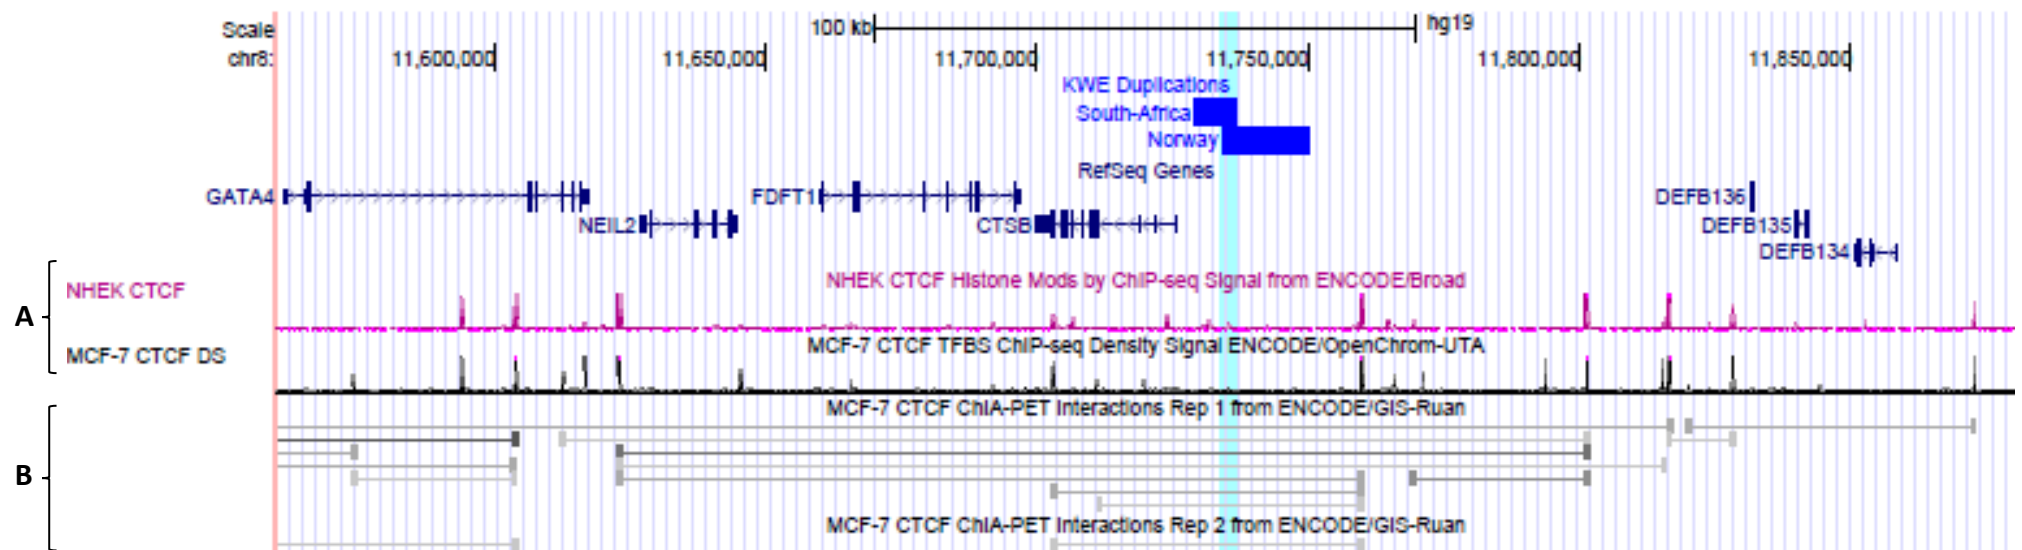 Scale 100 kb hg19
chr8: 11,600,000 11,650,000 11,700,000 11,750,000 11,800,000 11,850,000
KWE Duplications
South-Africa
Norway
RefSeq Genes
GATA4 FDFT1 DEFB136
NEIL2 CTSB DEFB135
DEFB134
NHEK CTCF Histone Mods by ChIP-seq Signal from ENCODE/Broad
NHEK CTCF
A
MCF-7 CTCF TFBS ChIP-seq Density Signal ENCODE/OpenChrom-UTA
MCF-7 CTCF DS
MCF-7 CTCF ChIA-PET Interactions Rep 1 from ENCODE/GIS-Ruan
B
MCF-7 CTCF ChIA-PET Interactions Rep 2 from ENCODE/GIS-Ruan